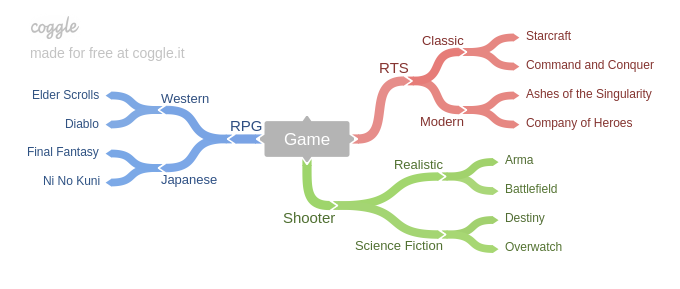 coggle
made for free at coggle.it
Game
RPG
Western
Elder Scrolls
Diablo
Japanese
Final Fantasy
Ni No Kuni
RTS
Classic
Starcraft
Command and Conquer
Modern
Ashes of the Singularity
Company of Heroes
Shooter
Realistic
Arma
Battlefield
Science Fiction
Destiny
Overwatch